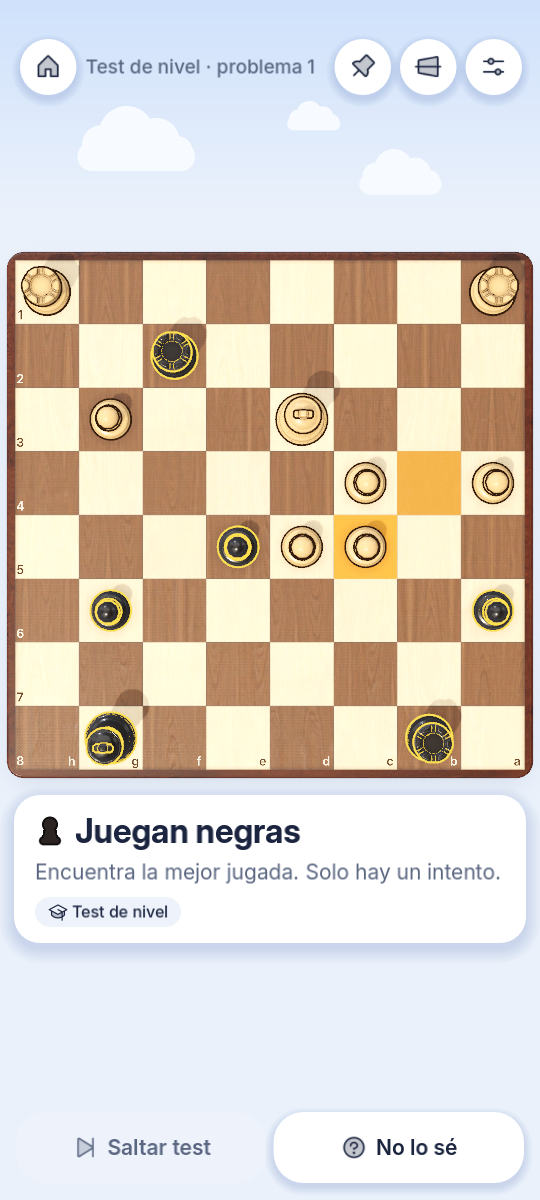 Test de nivel · problema 1
1
2
3
4
5
6
7
8 h g f e d c b a
Juegan negras
Encuentra la mejor jugada. Solo hay un intento.
Test de nivel
Saltar test
No lo sé